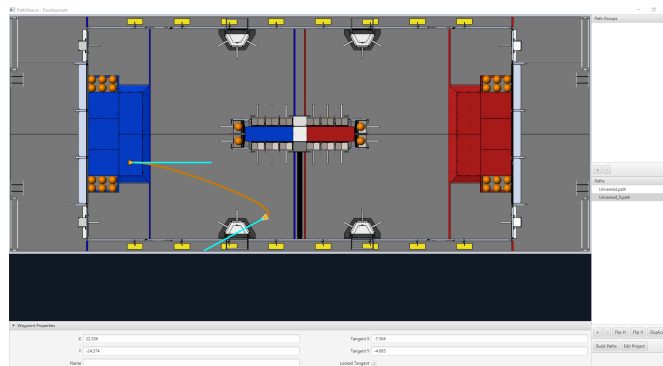 PathWeaver - Development
Path Groups
+ -
Paths
Unnamed.path
Unnamed_0.path
▼ Waypoint Properties
X 22.336 Tangent X -7.504
Y -24.374 Tangent Y -4.665
Name Locked Tangent
+ - Flip H Flip V Duplic
Build Paths Edit Project